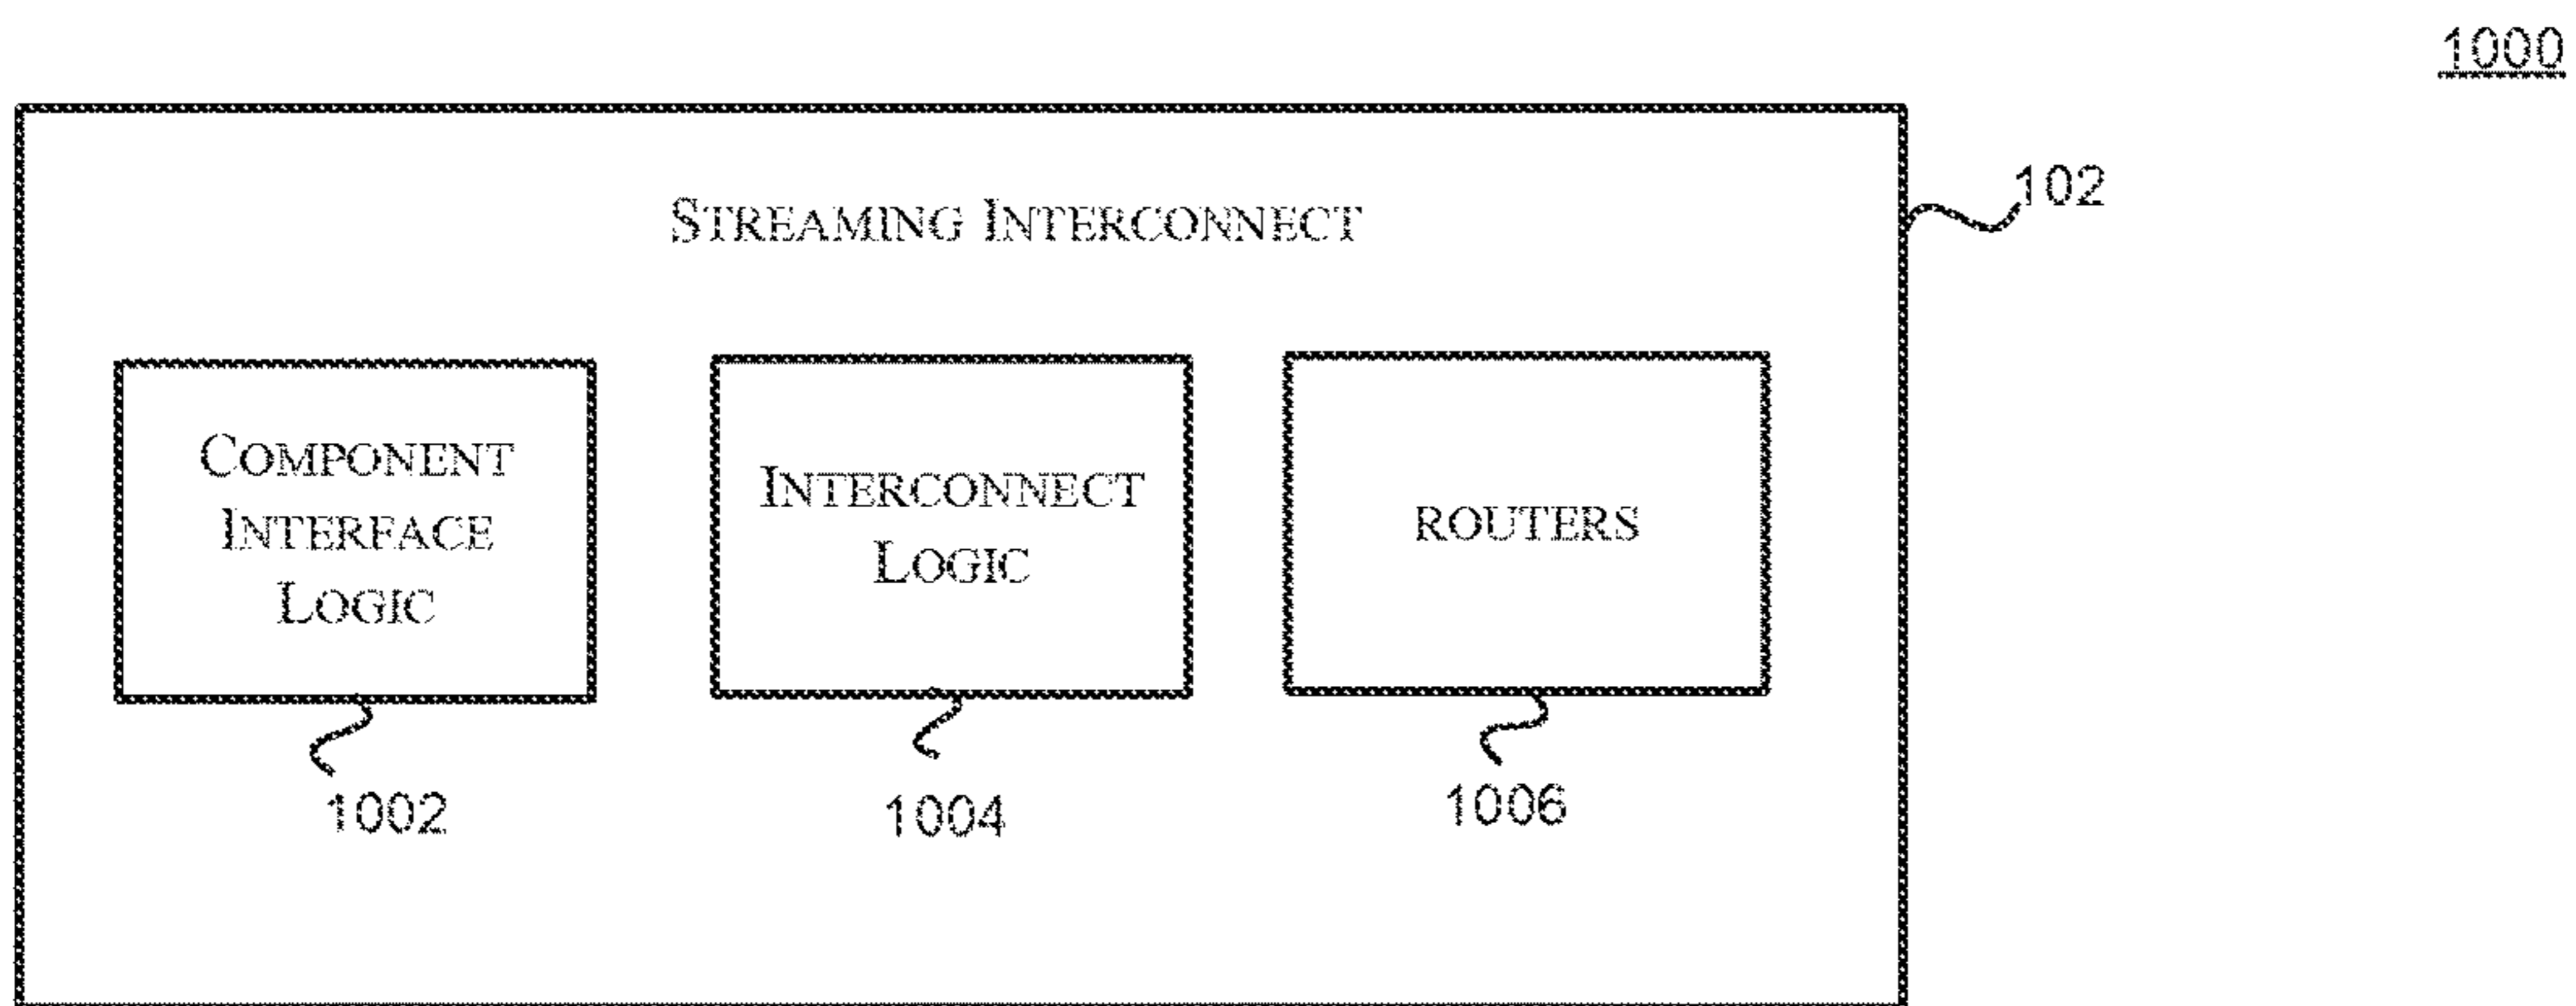 1000
STREAMING INTERCONNECT
102
COMPONENT
INTERFACE
LOGIC
INTERCONNECT
LOGIC
ROUTERS
1002
1004
1006